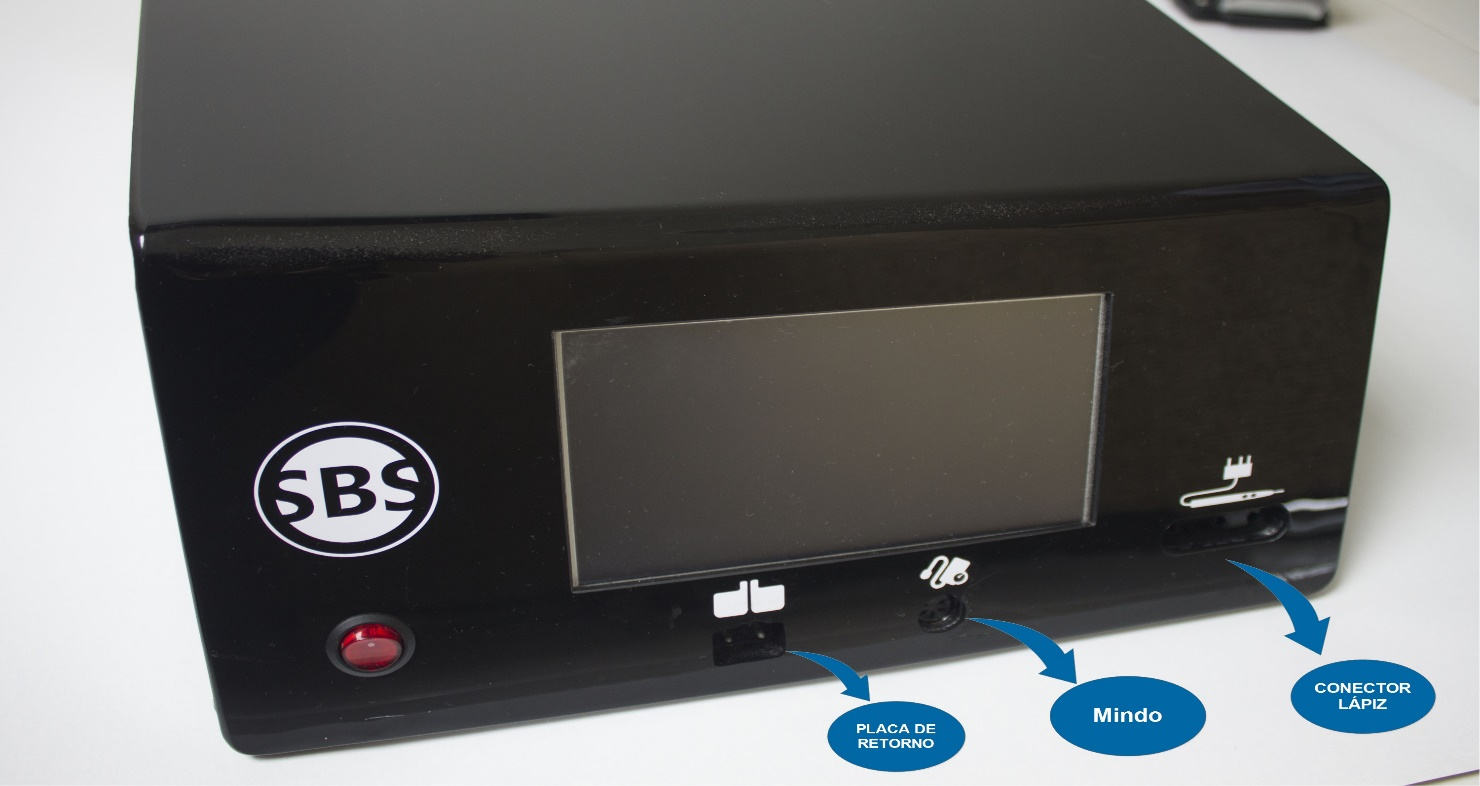 SBS
PLACA DE
RETORNO
Mindo
CONECTOR
LÁPIZ